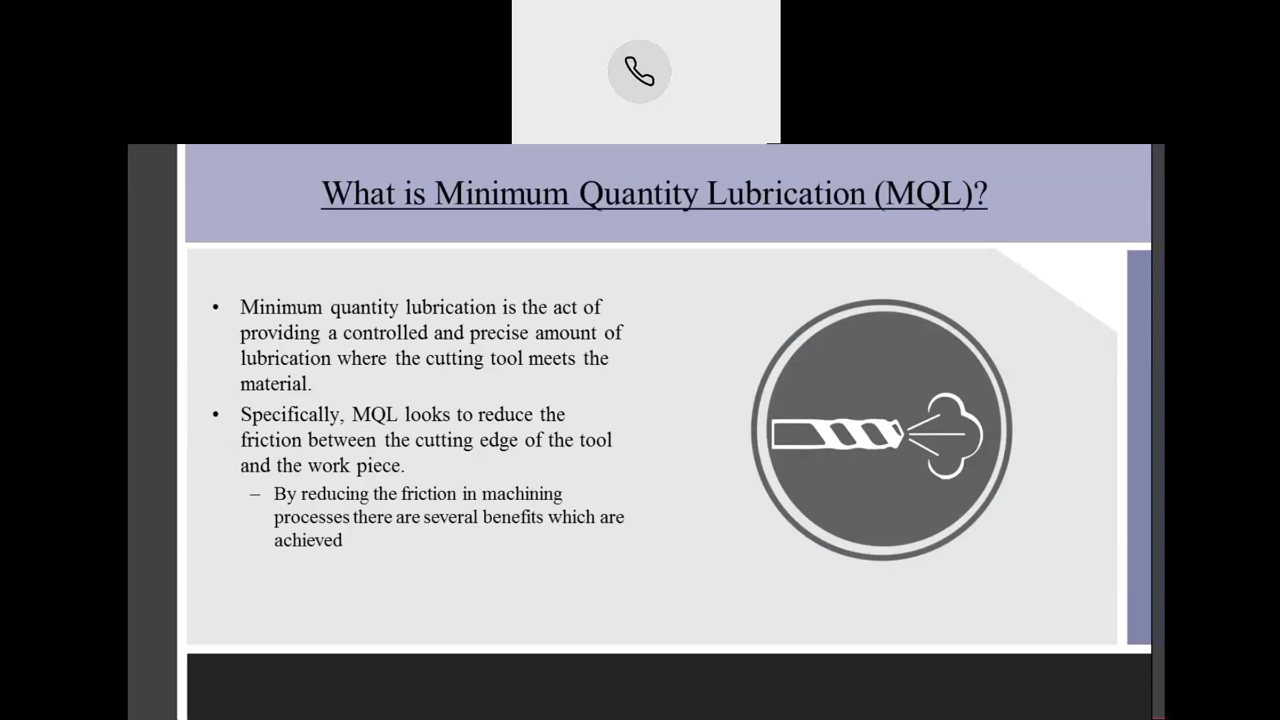 What is Minimum Quantity Lubrication (MQL)?
• Minimum quantity lubrication is the act of
providing a controlled and precise amount of
lubrication where the cutting tool meets the
material.
• Specifically, MQL looks to reduce the
friction between the cutting edge of the tool
and the work piece.
– By reducing the friction in machining
processes there are several benefits which are
achieved